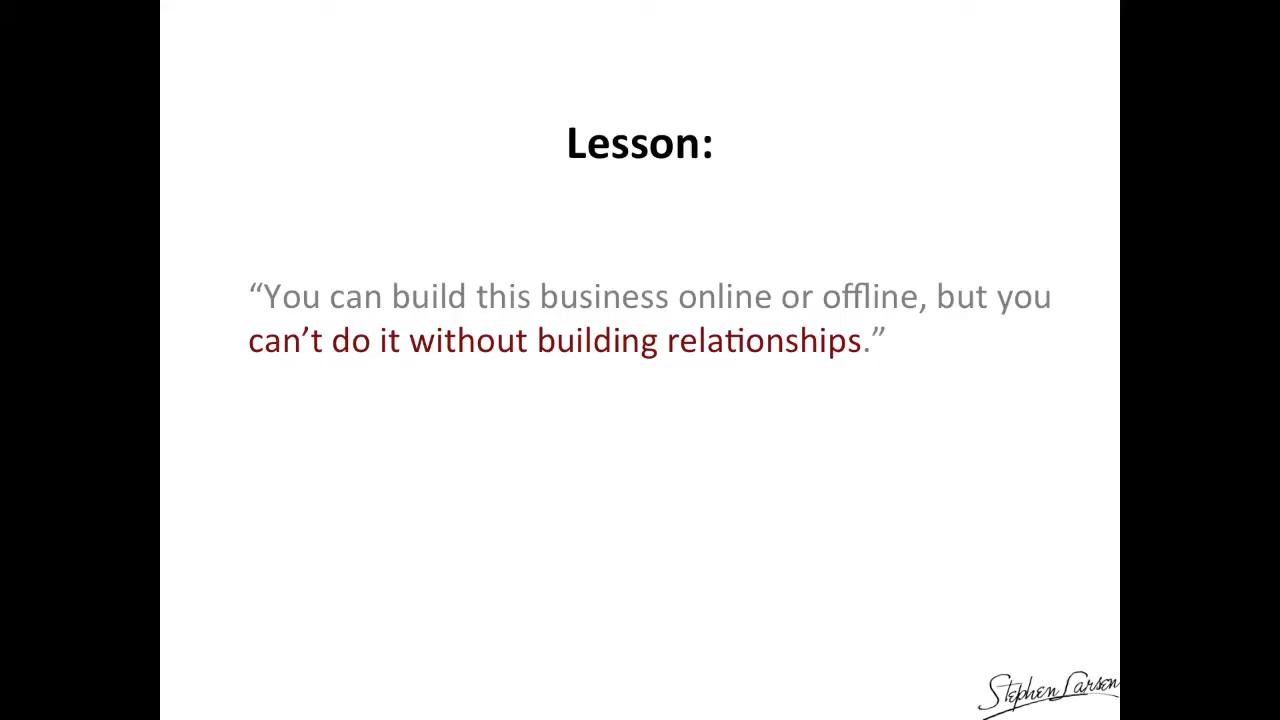 Lesson:
“You can build this business online or offline, but you
can’t do it without building relationships.”
Stephen Larsen